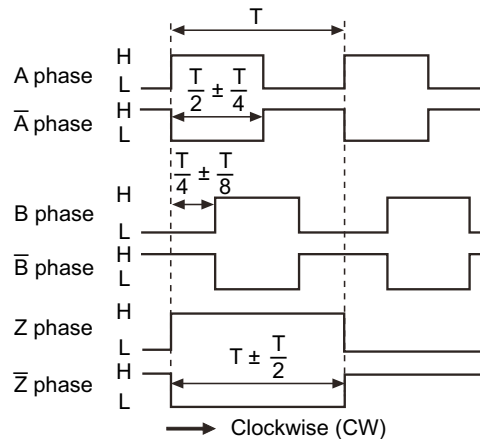 T
A phase H
L
T/2 ± T/4
A̅ phase H
L
T/4 ± T/8
B phase H
L
B̅ phase H
L
Z phase H
L
T ± T/2
Z̅ phase H
L
Clockwise (CW)